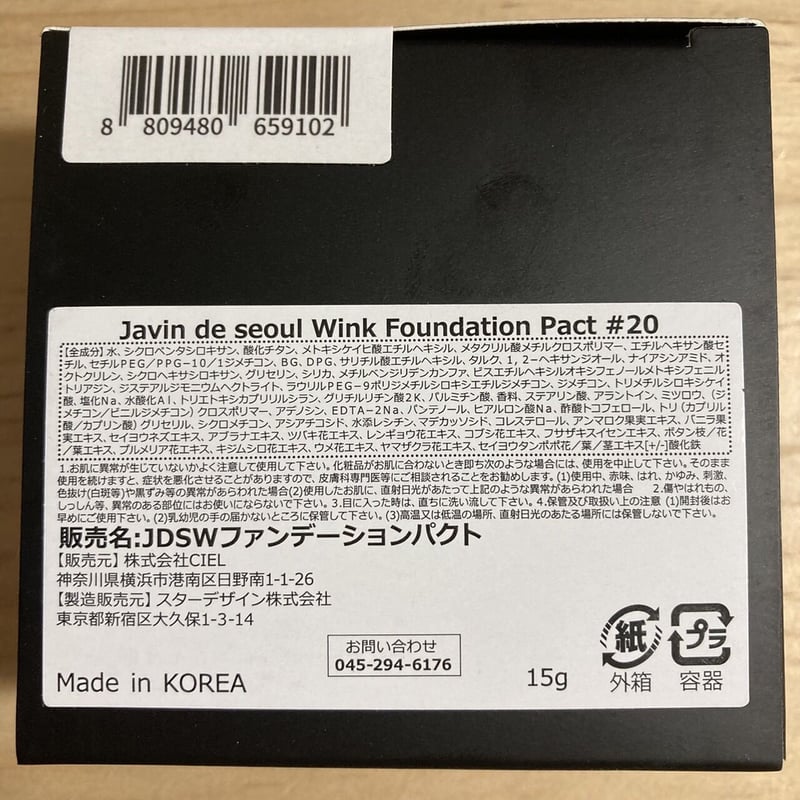 8 809480 659102
Javin de seoul Wink Foundation Pact #20
【全成分】水、シクロペンタシロキサン、酸化チタン、メトキシケイヒ酸エチルヘキシル、メタクリル酸メチルクロスポリマー、エチルヘキサン酸セ
チル、セチルPEG/PPG-10/1ジメチコン、BG、DPG、サリチル酸エチルヘキシル、タルク、1,2-ヘキサンジオール、ナイアシンアミド、オ
クトクリレン、シクロヘキサシロキサン、グリセリン、シリカ、メチルベンジリデンカンファ、ビスエチルヘキシルオキシフェノールメトキシフェニル
トリアジン、ジステアルジモニウムヘクトライト、ラウリルPEG-9ポリジメチルシロキシエチルジメチコン、ジメチコン、トリメチルシロキシケイ
酸、塩化Na、水酸化Al、トリエトキシカプリリルシラン、グリチルリチン酸2K、パルミチン酸、香料、ステアリン酸、アラントイン、ミツロウ、(ジ
メチコン/ビニルジメチコン)クロスポリマー、アデノシン、EDTA-2Na、パンテノール、ヒアルロン酸Na、酢酸トコフェロール、トリ(カプリル
酸/カプリン酸)グリセリル、シクロメチコン、アシアチコシド、水添レシチン、マデカッソシド、コレステロール、アンマロク果実エキス、バニラ果
実エキス、セイヨウネズエキス、アブラナエキス、ツバキ花エキス、レンギョウ花エキス、コブシ花エキス、フサザキスイセンエキス、ボタン枝/花
/葉エキス、プルメリア花エキス、キジムシロ花エキス、ウメ花エキス、ヤマザクラ花エキス、セイヨウタンポポ花/葉/茎エキス[+/-]酸化鉄
1.お肌に異常が生じていないかよく注意して使用して下さい。化粧品がお肌に合わないとき即ち次のような場合には、使用を中止して下さい。そのまま
使用を続けますと、症状を悪化させることがありますので、皮膚科専門医等にご相談されることをお勧めします。(1)使用中、赤味、はれ、かゆみ、刺激、
色抜け(白斑等)や黒ずみ等の異常があらわれた場合(2)使用したお肌に、直射日光があたって上記のような異常があらわれた場合 2.傷やはれもの、
しっしん等、異常のある部位にはお使いにならないで下さい。3.目に入った時は、直ちに洗い流して下さい。4.保管及び取扱い上の注意 (1)開封後はお
早めにご使用下さい。(2)乳幼児の手の届かないところに保管して下さい。(3)高温又は低温の場所、直射日光のあたる場所には保管しないで下さい。
販売名:JDSWファンデーションパクト
【販売元】株式会社CIEL
神奈川県横浜市港南区日野南1-1-26
【製造販売元】スターデザイン株式会社
東京都新宿区大久保1-3-14
お問い合わせ
045-294-6176
Made in KOREA
15g
紙
外箱
プラ
容器